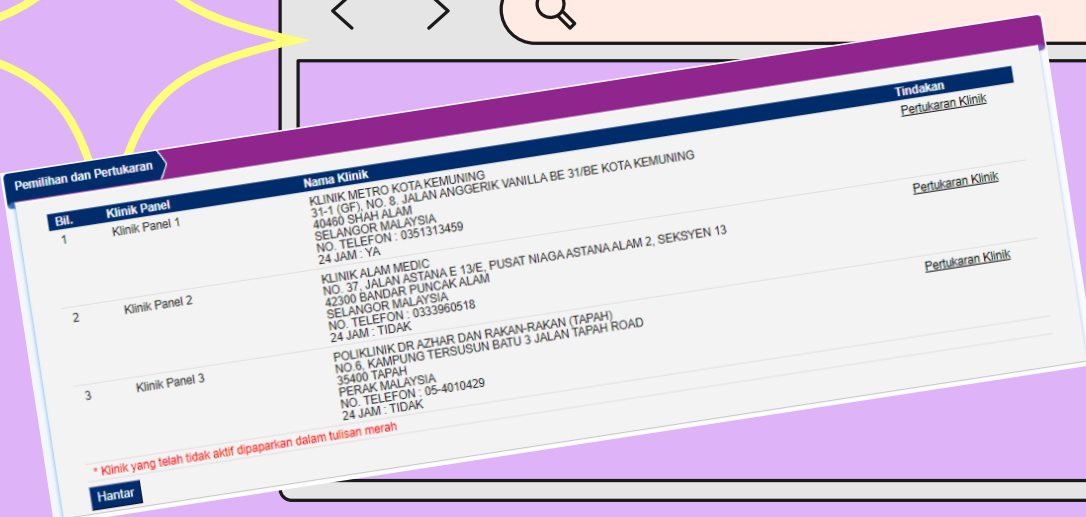 Pemilihan dan Pertukaran
Bil. Klinik Panel Nama Klinik Tindakan
1 Klinik Panel 1 KLINIK METRO KOTA KEMUNING Pertukaran Klinik
31-1 (GF), NO. 8. JALAN ANGGERIK VANILLA BE 31/BE KOTA KEMUNING
40460 SHAH ALAM
SELANGOR MALAYSIA
NO. TELEFON : 0351313459
24 JAM : YA
2 Klinik Panel 2 KLINIK ALAM MEDIC Pertukaran Klinik
NO. 37, JALAN ASTANA E 13/E, PUSAT NIAGA ASTANA ALAM 2, SEKSYEN 13
42300 BANDAR PUNCAK ALAM
SELANGOR MALAYSIA
NO. TELEFON : 0333960518
24 JAM : TIDAK
3 Klinik Panel 3 POLIKLINIK DR AZHAR DAN RAKAN-RAKAN (TAPAH) Pertukaran Klinik
NO.6, KAMPUNG TERSUSUN BATU 3 JALAN TAPAH ROAD
35400 TAPAH
PERAK MALAYSIA
NO. TELEFON : 05-4010429
24 JAM : TIDAK
* Klinik yang telah tidak aktif dipaparkan dalam tulisan merah
Hantar